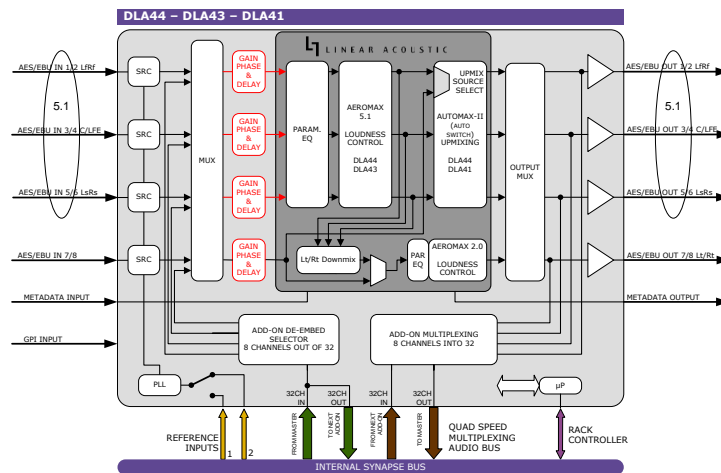 DLA44 – DLA43 – DLA41
LINEAR ACOUSTIC
AES/EBU IN 1/2 LfRf
SRC
GAIN
PHASE
&
DELAY
UPMIX
SOURCE
SELECT
AES/EBU OUT 1/2 LfRf
5.1
MUX
PARAM.
EQ
AEROMAX
5.1
LOUDNESS
CONTROL
DLA44
DLA43
AUTOMAX-II
(AUTO
SWITCH)
UPMIXING
DLA44
DLA41
OUTPUT
MUX
5.1
AES/EBU IN 3/4 C/LFE
SRC
GAIN
PHASE
&
DELAY
AES/EBU OUT 3/4 C/LFE
AES/EBU IN 5/6 LsRs
SRC
GAIN
PHASE
&
DELAY
AES/EBU OUT 5/6 LsRs
AES/EBU IN 7/8
SRC
GAIN
PHASE
&
DELAY
Lt/Rt Downmix
PAR
EQ
AEROMAX 2.0
LOUDNESS
CONTROL
AES/EBU OUT 7/8 Lt/Rt
METADATA INPUT
METADATA OUTPUT
GPI INPUT
ADD-ON DE-EMBED
SELECTOR
8 CHANNELS OUT OF 32
ADD-ON MULTIPLEXING
8 CHANNELS INTO 32
PLL
µP
32CH
IN
32CH
OUT
32CH
IN
32CH
OUT
REFERENCE
INPUTS
1
2
FROM MASTER
TO NEXT
ADD-ON
FROM NEXT
ADD-ON
TO MASTER
QUAD SPEED
MULTIPLEXING
AUDIO BUS
RACK
CONTROLLER
INTERNAL SYNAPSE BUS